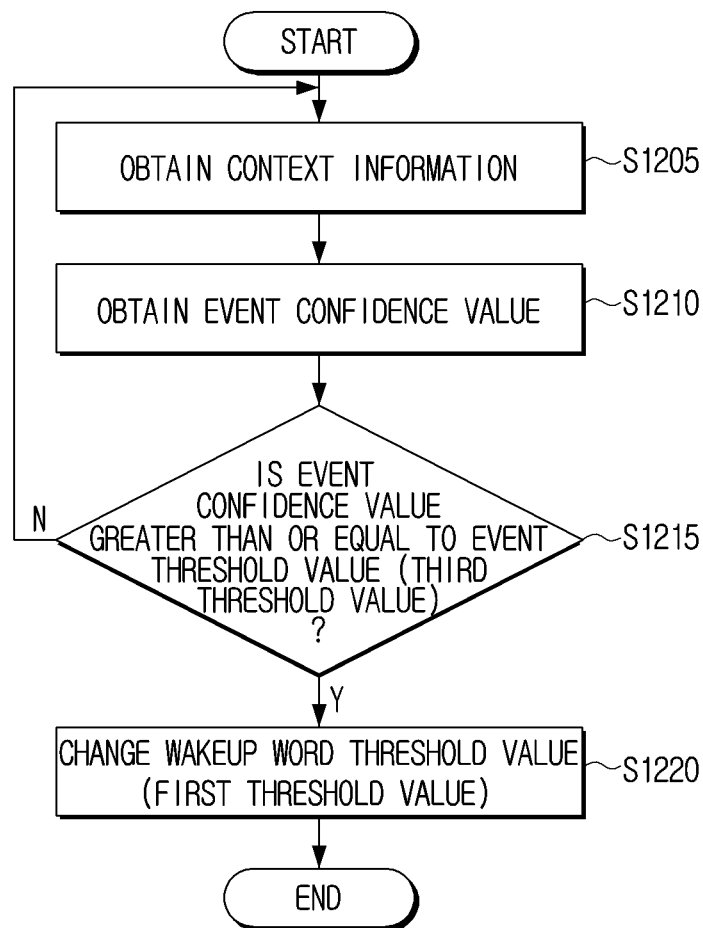 START
OBTAIN CONTEXT INFORMATION
S1205
OBTAIN EVENT CONFIDENCE VALUE
S1210
IS EVENT
CONFIDENCE VALUE
GREATER THAN OR EQUAL TO EVENT
THRESHOLD VALUE (THIRD
THRESHOLD VALUE)
?
N
S1215
Y
CHANGE WAKEUP WORD THRESHOLD VALUE
(FIRST THRESHOLD VALUE)
S1220
END